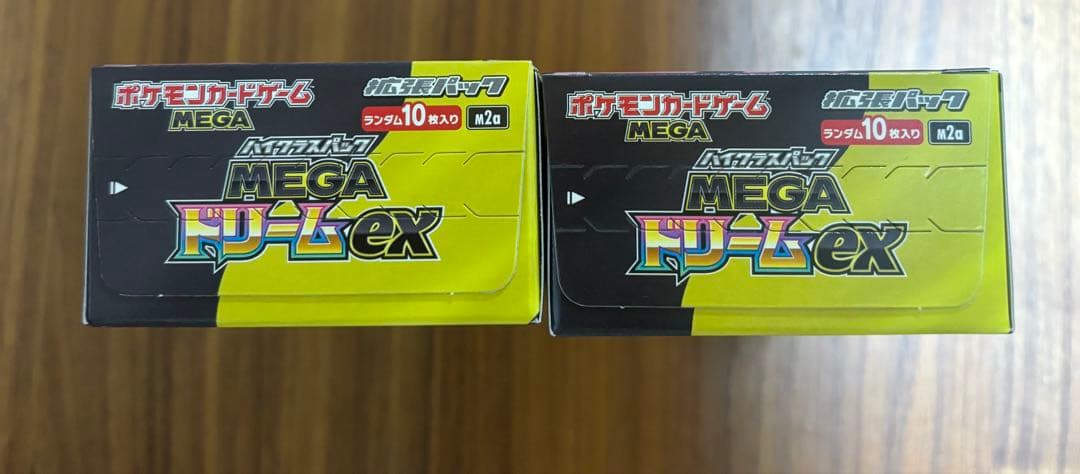 ポケモンカードゲーム
MEGA
拡張パック
ランダム10枚入り
M2a
ハイクラスパック
MEGA
ドリームex
ポケモンカードゲーム
MEGA
拡張パック
ランダム10枚入り
M2a
ハイクラスパック
MEGA
ドリームex